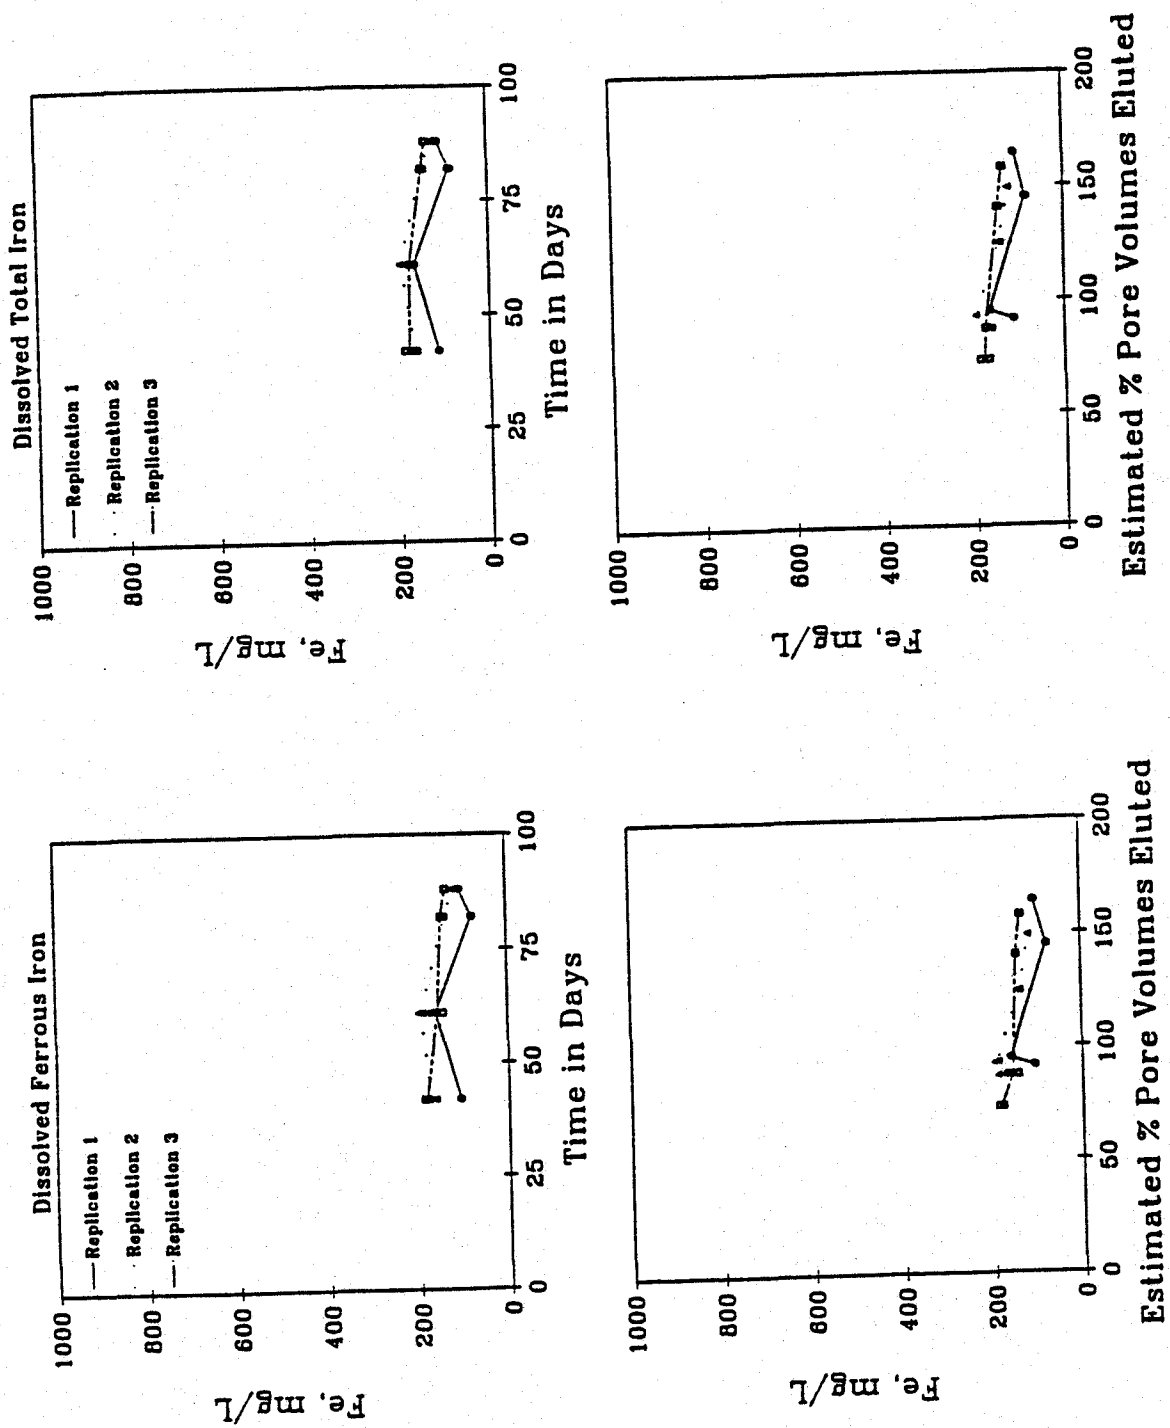 Dissolved Ferrous Iron
Replication 1
Replication 2
Replication 3
1000
800
600
400
200
0
Fe, mg/L
0
25
50
75
100
Time in Days
Dissolved Total Iron
Replication 1
Replication 2
Replication 3
1000
800
600
400
200
0
Fe, mg/L
0
25
50
75
100
Time in Days
1000
800
600
400
200
0
Fe, mg/L
0
50
100
150
200
Estimated % Pore Volumes Eluted
1000
800
600
400
200
0
Fe, mg/L
0
50
100
150
200
Estimated % Pore Volumes Eluted